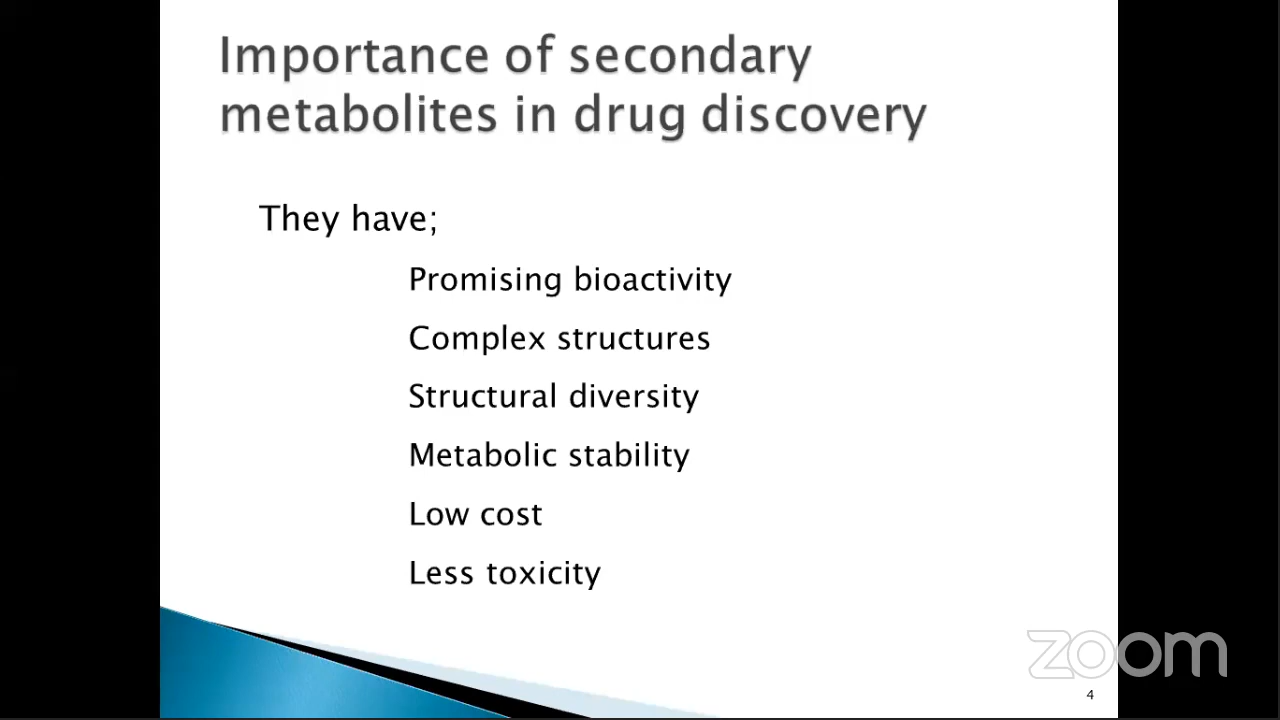 Importance of secondary
metabolites in drug discovery
They have;
Promising bioactivity
Complex structures
Structural diversity
Metabolic stability
Low cost
Less toxicity
zoom
4